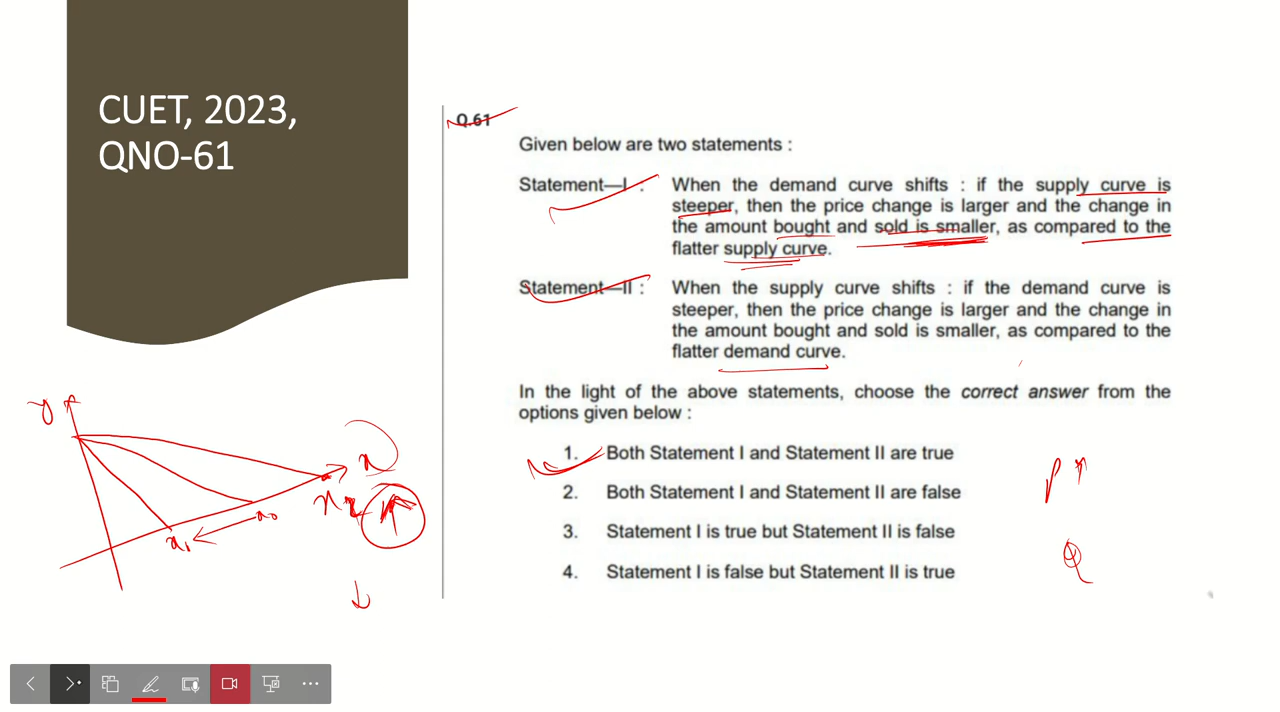 CUET, 2023,
QNO-61
Q.61
Given below are two statements :
Statement—I : When the demand curve shifts : if the supply curve is
steeper, then the price change is larger and the change in
the amount bought and sold is smaller, as compared to the
flatter supply curve.
Statement—II : When the supply curve shifts : if the demand curve is
steeper, then the price change is larger and the change in
the amount bought and sold is smaller, as compared to the
flatter demand curve.
In the light of the above statements, choose the correct answer from the
options given below :
1. Both Statement I and Statement II are true
2. Both Statement I and Statement II are false
3. Statement I is true but Statement II is false
4. Statement I is false but Statement II is true
y
x
x₀
x₁
P↑
Q